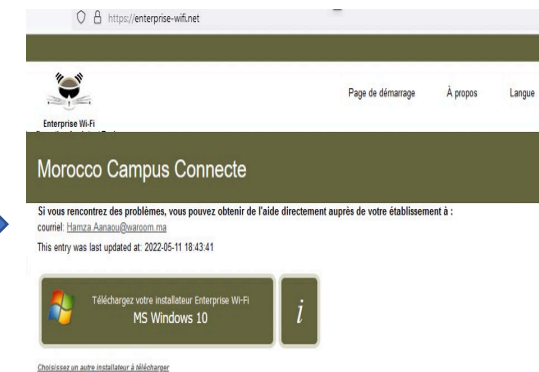 https://enterprise-wifi.net
Page de démarrage À propos Langue
Enterprise Wi-Fi
Morocco Campus Connecte
Si vous rencontrez des problèmes, vous pouvez obtenir de l'aide directement auprès de votre établissement à :
courriel: Hamza.Aanaou@waroom.ma
This entry was last updated at: 2022-05-11 18:43:41
Téléchargez votre installateur Enterprise Wi-Fi
MS Windows 10
i
Choisissez un autre installateur à télécharger